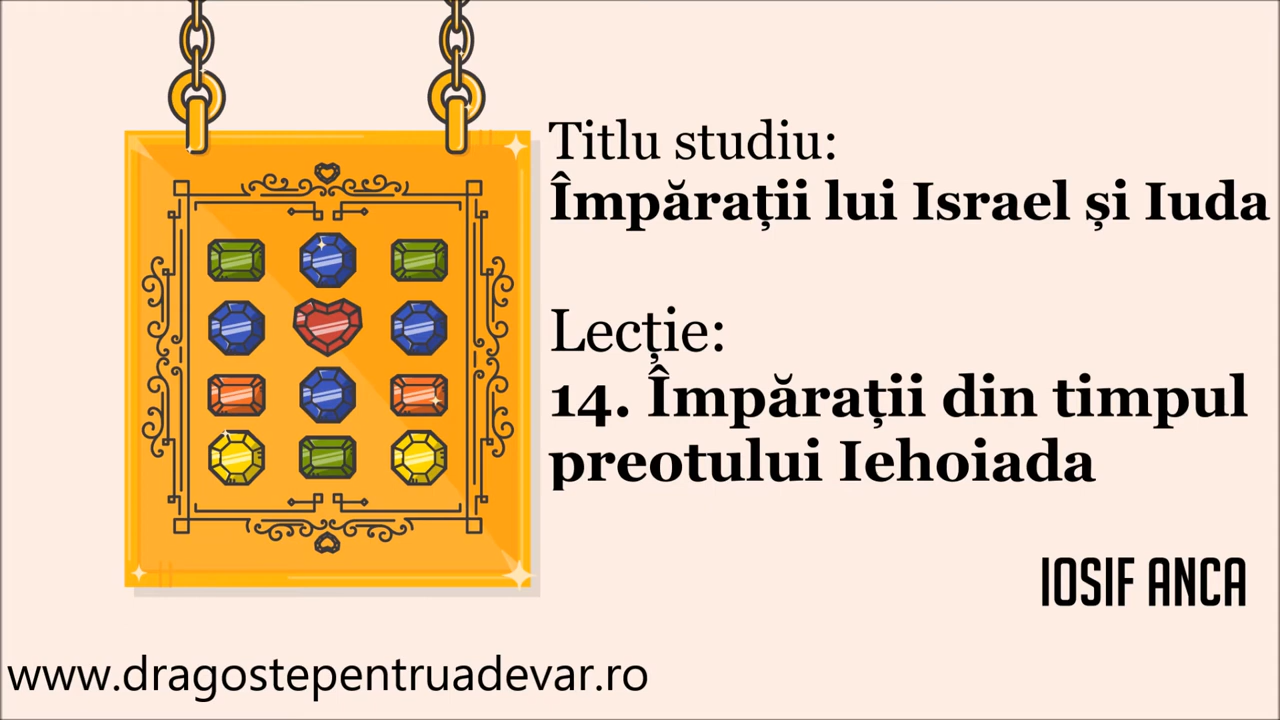 Titlu studiu:
Împărații lui Israel și Iuda
Lecție:
14. Împărații din timpul
preotului Iehoiada
IOSIF ANCA
www.dragostepentruadevar.ro